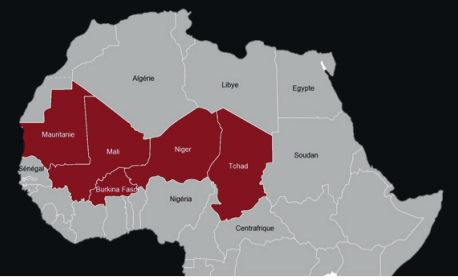 Algérie
Libye
Egypte
Mauritanie
Mali
Niger
Tchad
Soudan
Sénégal
Burkina Faso
Nigéria
Centrafrique